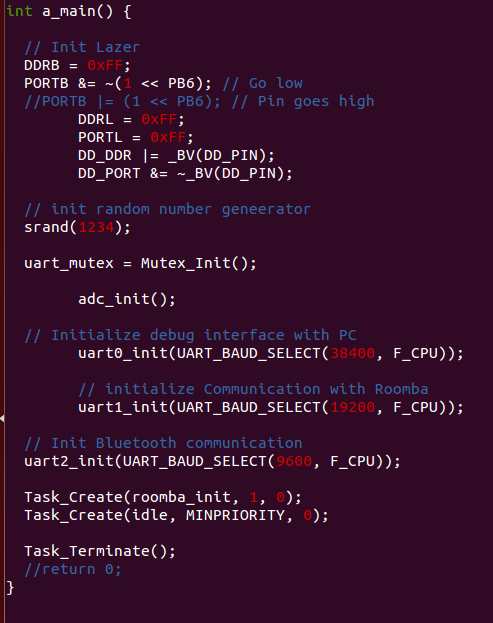 int a_main() {
// Init Lazer
DDRB = 0xFF;
PORTB &= ~(1 << PB6); // Go low
//PORTB |= (1 << PB6); // Pin goes high
DDRL = 0xFF;
PORTL = 0xFF;
DD_DDR |= _BV(DD_PIN);
DD_PORT &= ~_BV(DD_PIN);
// init random number geneerator
srand(1234);
uart_mutex = Mutex_Init();
adc_init();
// Initialize debug interface with PC
uart0_init(UART_BAUD_SELECT(38400, F_CPU));
// initialize Communication with Roomba
uart1_init(UART_BAUD_SELECT(19200, F_CPU));
// Init Bluetooth communication
uart2_init(UART_BAUD_SELECT(9600, F_CPU));
Task_Create(roomba_init, 1, 0);
Task_Create(idle, MINPRIORITY, 0);
Task_Terminate();
//return 0;
}